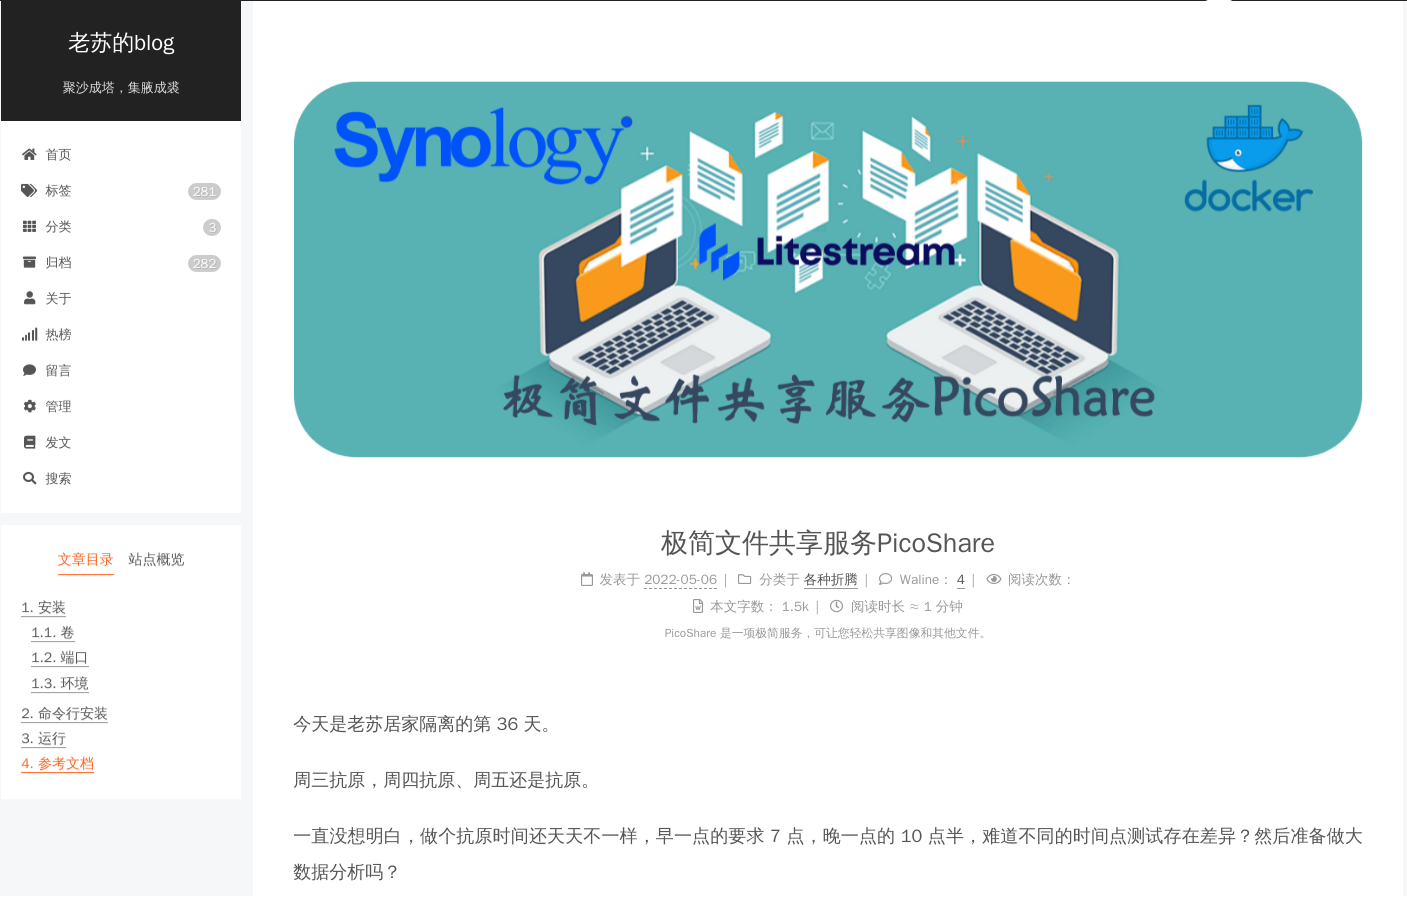 老苏的blog
聚沙成塔，集腋成裘
首页
标签 281
分类 3
归档 282
关于
热榜
留言
管理
发文
搜索
文章目录 站点概览
1. 安装
1.1. 卷
1.2. 端口
1.3. 环境
2. 命令行安装
3. 运行
4. 参考文档
Synology
docker
Litestream
极简文件共享服务PicoShare
极简文件共享服务PicoShare
发表于 2022-05-06 | 分类于 各种折腾 | Waline： 4 | 阅读次数：
本文字数： 1.5k | 阅读时长 ≈ 1 分钟
PicoShare 是一项极简服务，可让您轻松共享图像和其他文件。
今天是老苏居家隔离的第 36 天。
周三抗原，周四抗原、周五还是抗原。
一直没想明白，做个抗原时间还天天不一样，早一点的要求 7 点，晚一点的 10 点半，难道不同的时间点测试存在差异？然后准备做大
数据分析吗？